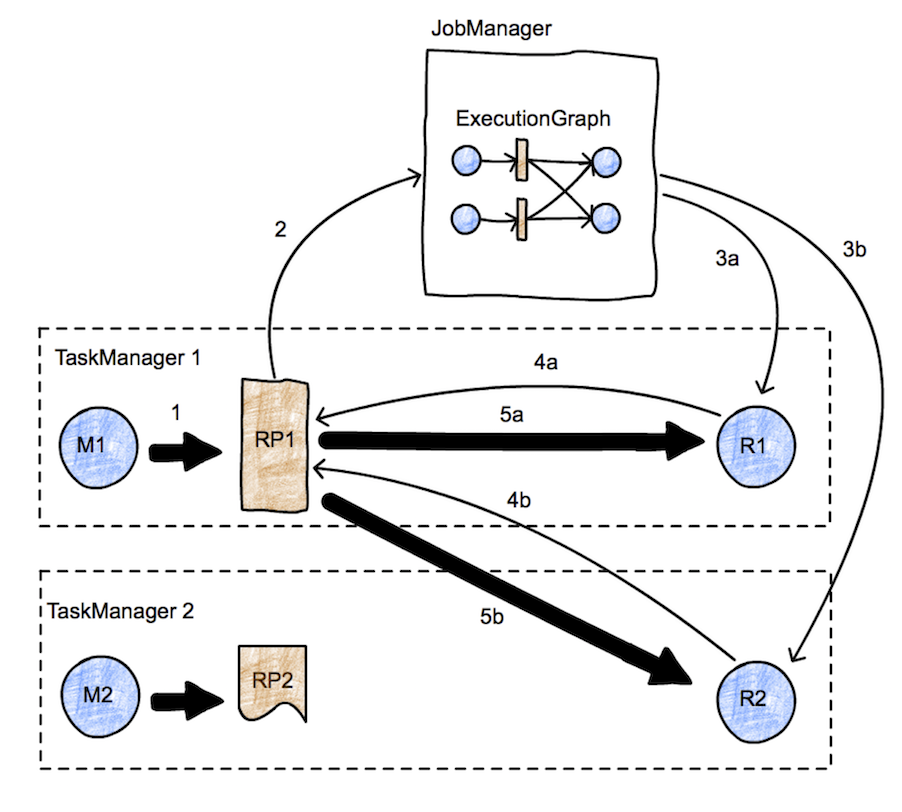 JobManager
ExecutionGraph
2
3a
3b
TaskManager 1
4a
1
5a
M1
RP1
R1
4b
TaskManager 2
5b
M2
RP2
R2